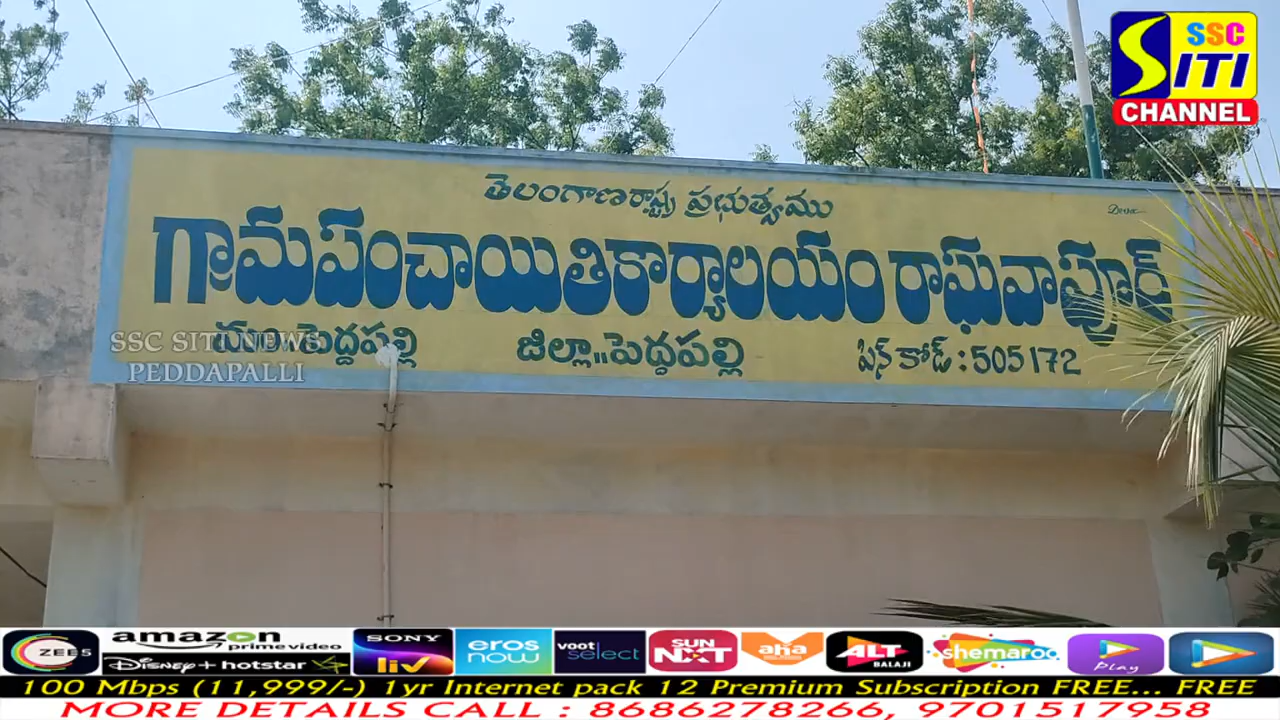 SSC
SITI
CHANNEL
తెలంగాణ రాష్ట్ర ప్రభుత్వము
గ్రామపంచాయితి కార్యాలయం రాఘవాపూర్
మం. పెద్దపల్లి జిల్లా..పెద్దపల్లి పిన్ కోడ్ : 505172
SSC SITI NEWS
PEDDAPALLI
ZEE5 amazon prime video Disney+ hotstar SONY liv eros now voot select SUN NXT aha ALT BALAJI shemaroo Play
100 Mbps (11,999/-) 1yr Internet pack 12 Premium Subscription FREE... FREE
MORE DETAILS CALL : 8686278266, 9701517958